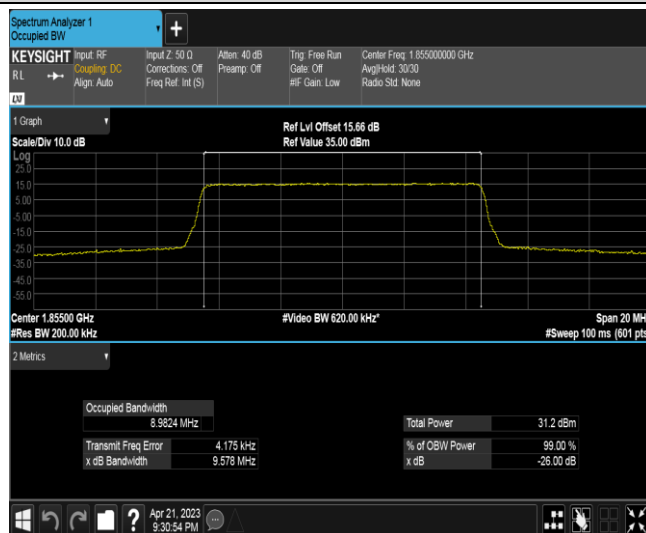 Spectrum Analyzer 1
Occupied BW
+
KEYSIGHT
RL
LXI
Input: RF
Coupling: DC
Align: Auto
Input Z: 50 Ω
Corrections: Off
Freq Ref: Int (S)
Atten: 40 dB
Preamp: Off
Trig: Free Run
Gate: Off
#IF Gain: Low
Center Freq: 1.855000000 GHz
Avg|Hold: 30/30
Radio Std: None
1 Graph
Scale/Div 10.0 dB
Ref Lvl Offset 15.66 dB
Ref Value 35.00 dBm
Log
25.0
15.0
5.00
-5.00
-15.0
-25.0
-35.0
-45.0
-55.0
Center 1.85500 GHz
#Res BW 200.00 kHz
#Video BW 620.00 kHz*
Span 20 MH
#Sweep 100 ms (601 pts
2 Metrics
Occupied Bandwidth
8.9824 MHz
Transmit Freq Error 4.175 kHz
x dB Bandwidth 9.578 MHz
Total Power 31.2 dBm
% of OBW Power 99.00 %
x dB -26.00 dB
?
Apr 21, 2023
9:30:54 PM